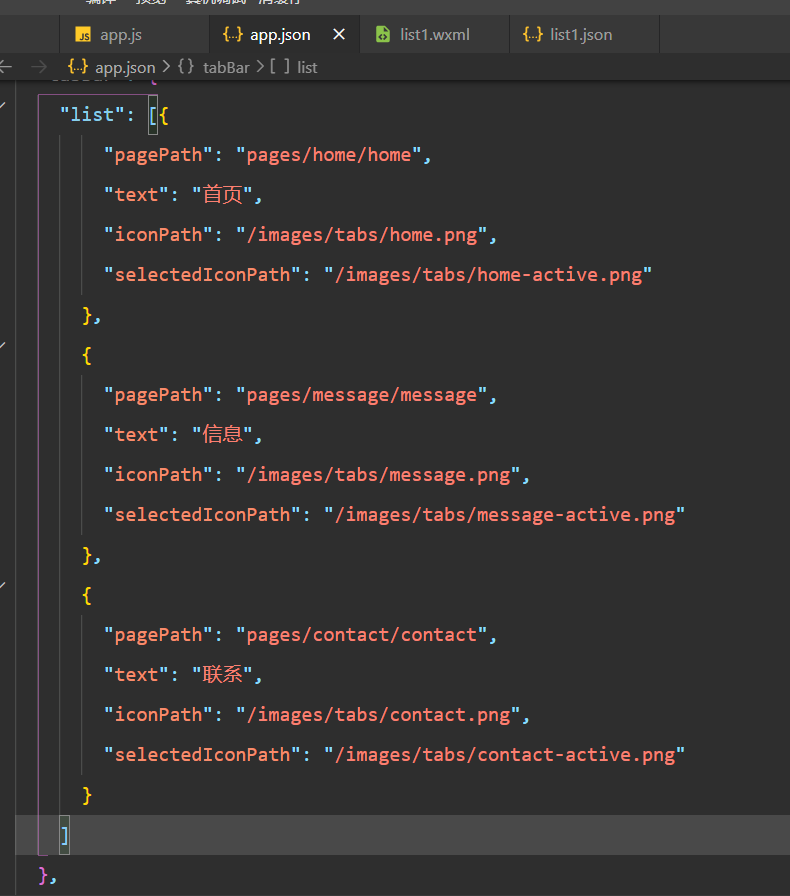 JS app.js {..} app.json × list1.wxml {..} list1.json
← → {..} app.json > { } tabBar > [ ] list
"list": [{
"pagePath": "pages/home/home",
"text": "首页",
"iconPath": "/images/tabs/home.png",
"selectedIconPath": "/images/tabs/home-active.png"
},
{
"pagePath": "pages/message/message",
"text": "信息",
"iconPath": "/images/tabs/message.png",
"selectedIconPath": "/images/tabs/message-active.png"
},
{
"pagePath": "pages/contact/contact",
"text": "联系",
"iconPath": "/images/tabs/contact.png",
"selectedIconPath": "/images/tabs/contact-active.png"
}
]
},